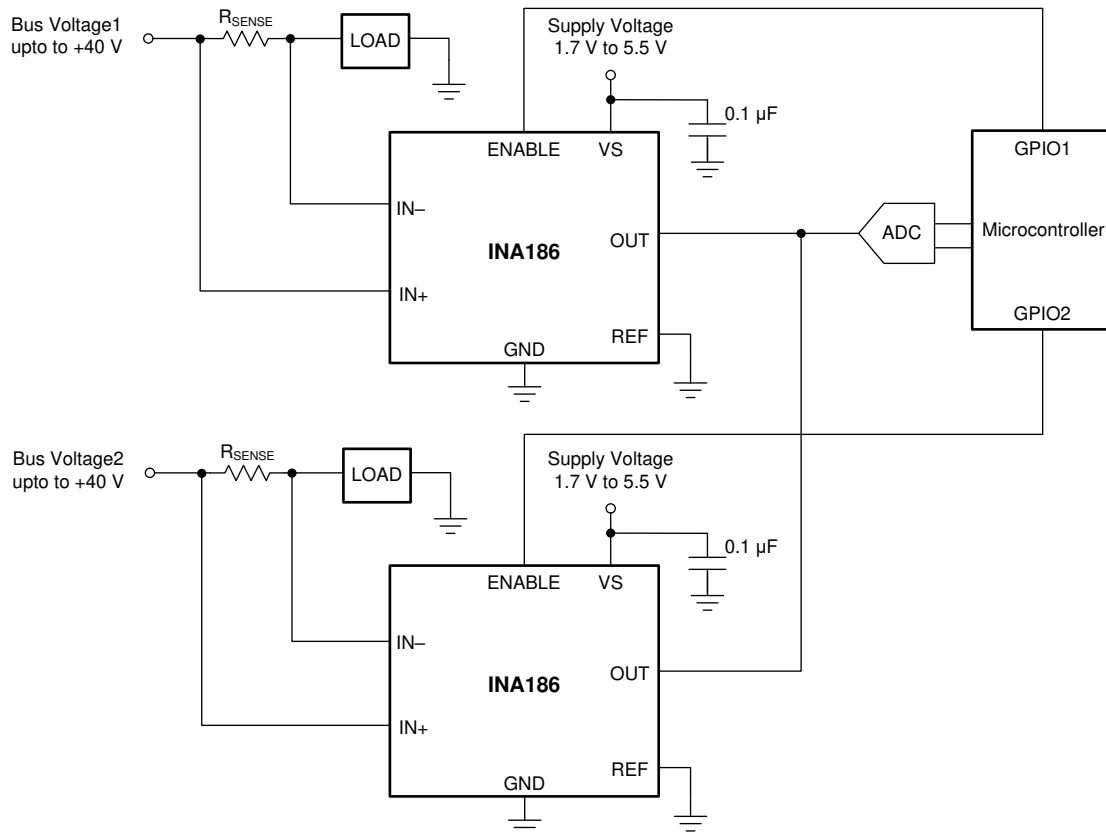 Bus Voltage1
upto to +40 V
RSENSE
LOAD
Supply Voltage
1.7 V to 5.5 V
0.1 µF
ENABLE
VS
IN–
INA186
OUT
IN+
REF
GND
ADC
GPIO1
Microcontroller
GPIO2
Bus Voltage2
upto to +40 V
RSENSE
LOAD
Supply Voltage
1.7 V to 5.5 V
0.1 µF
ENABLE
VS
IN–
INA186
OUT
IN+
REF
GND